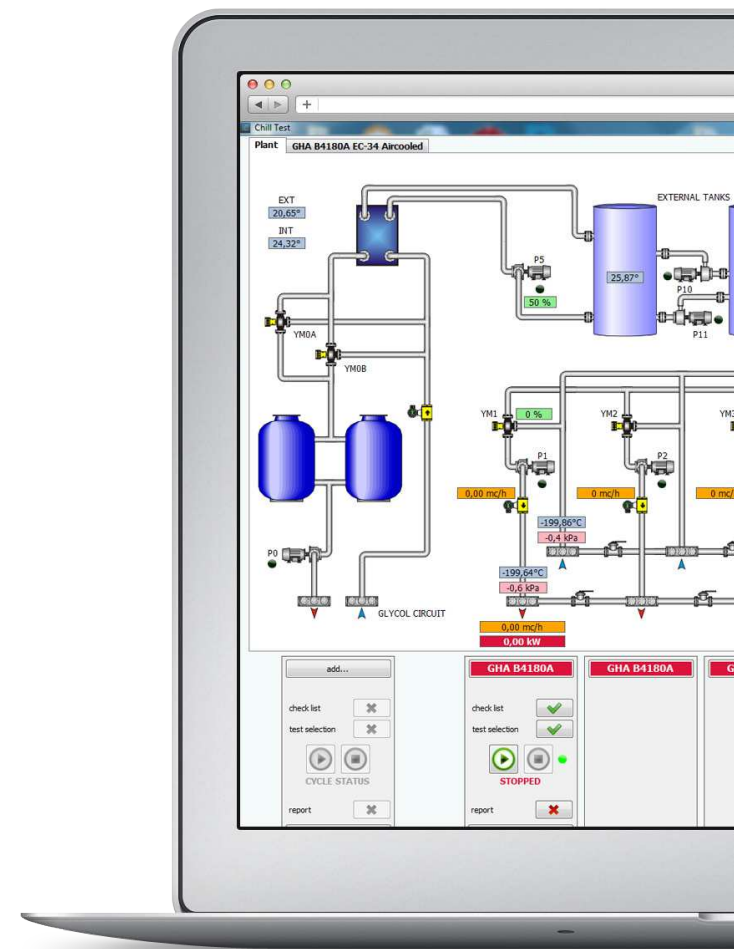 Chill Test
Plant GHA B4180A EC-34 Aircooled
EXT
20,65°
INT
24,32°
EXTERNAL TANKS
P5
50 %
25,87°
P10
P11
YM0A
YM0B
YM1 0 %
YM2
YM3
P1
P2
0,00 mc/h
0 mc/h
0 mc/
-199,86°C
-0,4 kPa
P0
-199,64°C
-0,6 kPa
GLYCOL CIRCUIT
0,00 mc/h
0,00 kW
add...
GHA B4180A
GHA B4180A
G
check list
check list
test selection
test selection
CYCLE STATUS
STOPPED
report
report